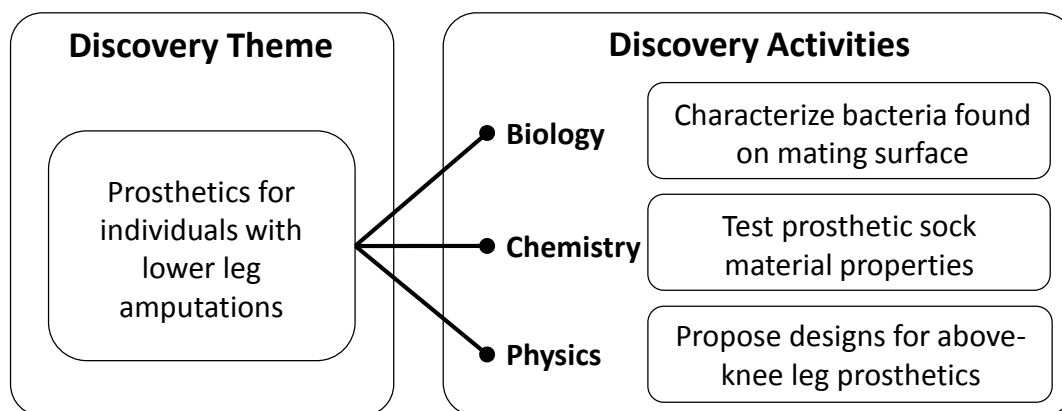 Discovery Theme
Prosthetics for
individuals with
lower leg
amputations
Discovery Activities
Biology
Characterize bacteria found
on mating surface
Chemistry
Test prosthetic sock
material properties
Physics
Propose designs for above-
knee leg prosthetics